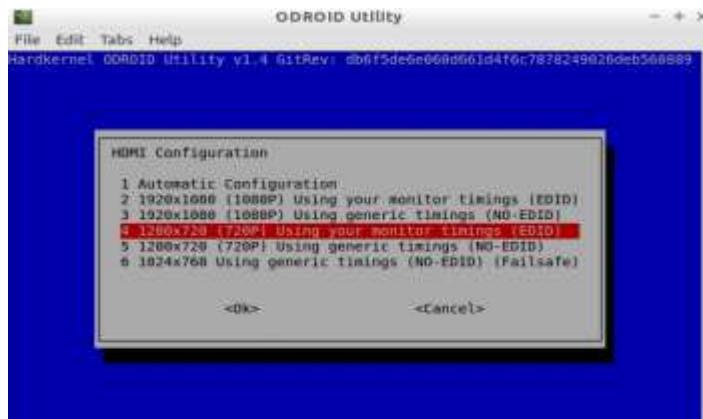 ODROID Utility
File Edit Tabs Help
Hardkernel ODROID Utility v1.4 GitRev:
HDMI Configuration
1 Automatic Configuration
2 1920x1080 (1080P) Using your monitor timings (EDID)
3 1920x1080 (1080P) Using generic timings (NO-EDID)
4 1280x720 (720P) Using your monitor timings (EDID)
5 1280x720 (720P) Using generic timings (NO-EDID)
6 1024x768 Using generic timings (NO-EDID) (Failsafe)
<Ok> <Cancel>